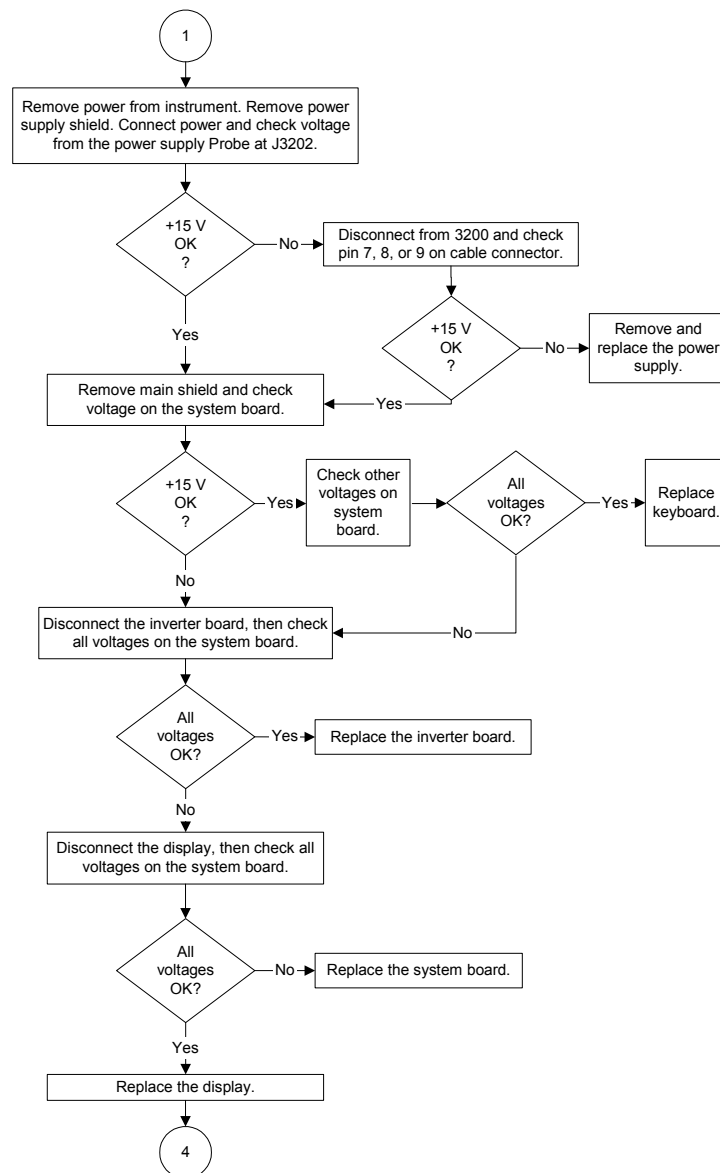 1
Remove power from instrument. Remove power
supply shield. Connect power and check voltage
from the power supply Probe at J3202.
+15 V
OK
?
No
Disconnect from 3200 and check
pin 7, 8, or 9 on cable connector.
Yes
+15 V
OK
?
No
Remove and
replace the power
supply.
Yes
Remove main shield and check
voltage on the system board.
+15 V
OK
?
Yes
Check other
voltages on
system
board.
All
voltages
OK?
Yes
Replace
keyboard.
No
No
Disconnect the inverter board, then check
all voltages on the system board.
All
voltages
OK?
Yes
Replace the inverter board.
No
Disconnect the display, then check all
voltages on the system board.
All
voltages
OK?
No
Replace the system board.
Yes
Replace the display.
4